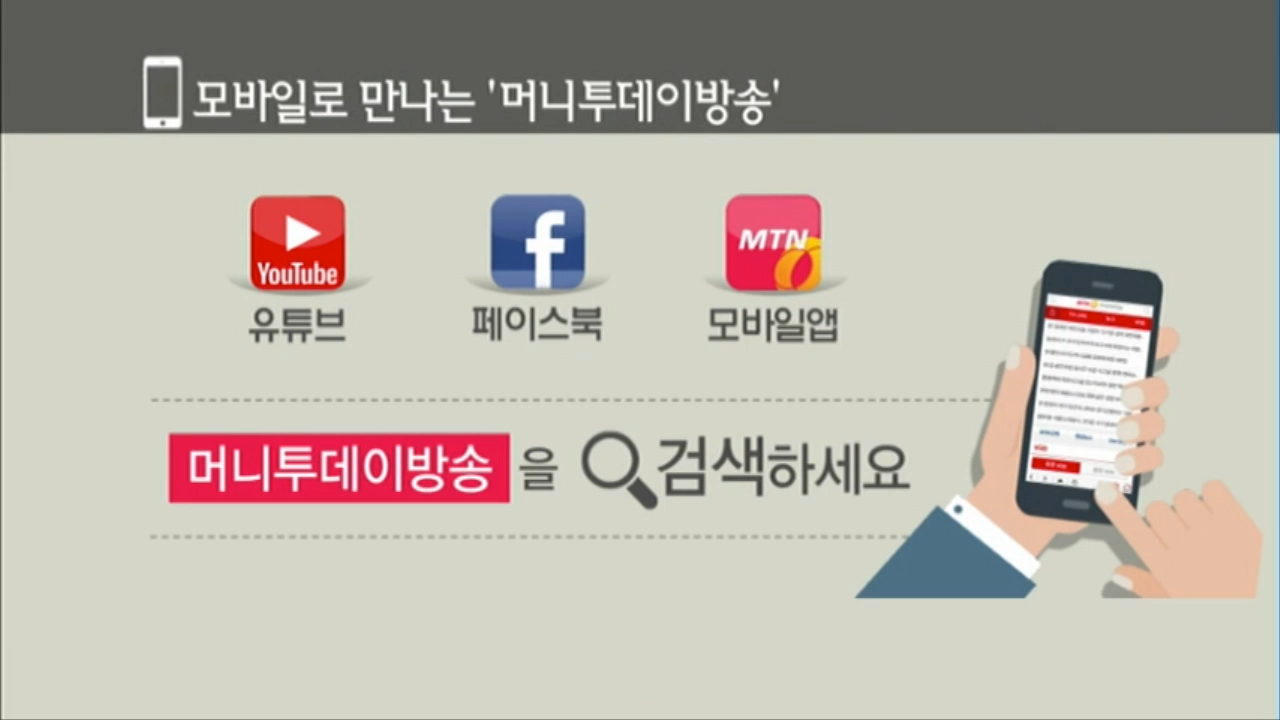 모바일로 만나는 '머니투데이방송'
YouTube
MTN
유튜브
페이스북
모바일앱
머니투데이방송 을 검색하세요